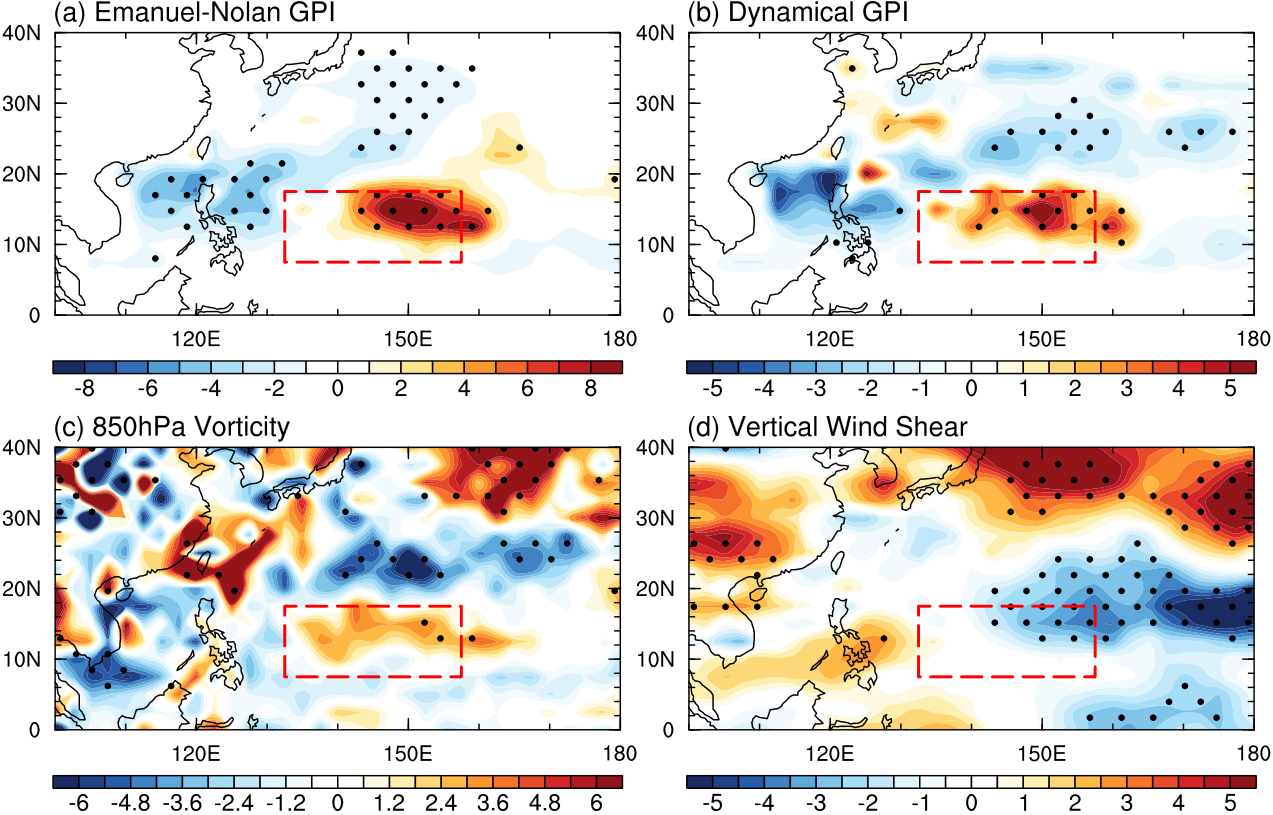 (a) Emanuel-Nolan GPI
40N
30N
20N
10N
0
120E 150E 180
-8 -6 -4 -2 0 2 4 6 8
(b) Dynamical GPI
40N
30N
20N
10N
0
120E 150E 180
-5 -4 -3 -2 -1 0 1 2 3 4 5
(c) 850hPa Vorticity
40N
30N
20N
10N
0
120E 150E 180
-6 -4.8 -3.6 -2.4 -1.2 0 1.2 2.4 3.6 4.8 6
(d) Vertical Wind Shear
40N
30N
20N
10N
0
120E 150E 180
-5 -4 -3 -2 -1 0 1 2 3 4 5